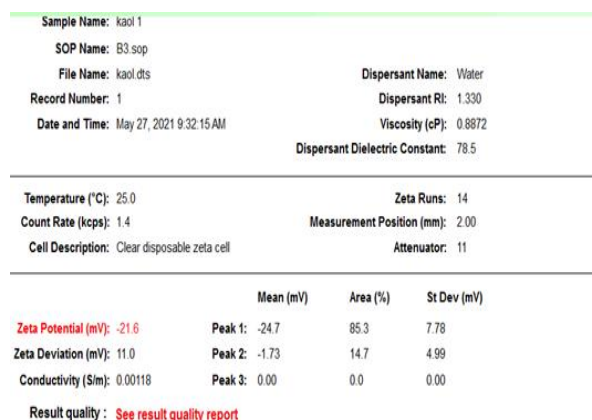 Sample Name: kaol 1
SOP Name: B3.sop
File Name: kaol.dts Dispersant Name: Water
Record Number: 1 Dispersant RI: 1.330
Date and Time: May 27, 2021 9:32:15 AM Viscosity (cP): 0.8872
Dispersant Dielectric Constant: 78.5
Temperature (°C): 25.0 Zeta Runs: 14
Count Rate (kcps): 1.4 Measurement Position (mm): 2.00
Cell Description: Clear disposable zeta cell Attenuator: 11
Mean (mV) Area (%) St Dev (mV)
Zeta Potential (mV): -21.6 Peak 1: -24.7 85.3 7.78
Zeta Deviation (mV): 11.0 Peak 2: -1.73 14.7 4.99
Conductivity (S/m): 0.00118 Peak 3: 0.00 0.0 0.00
Result quality : See result quality report